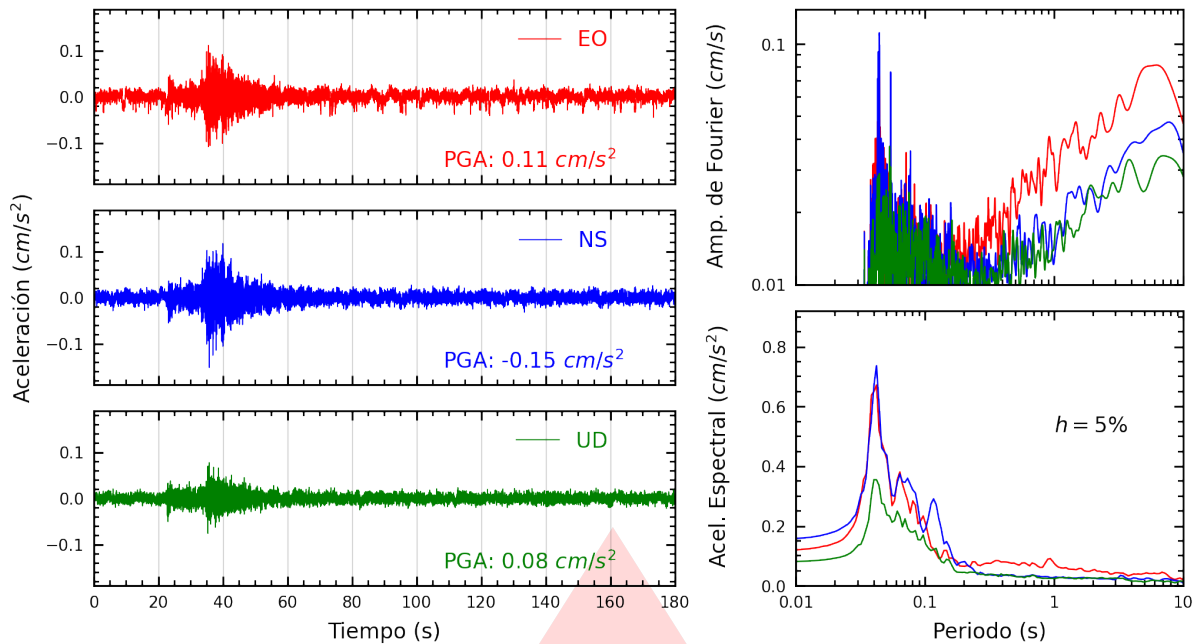 Aceleración (cm/s²)
0.1
0.0
−0.1
EO
PGA: 0.11 cm/s²
0.1
0.0
−0.1
NS
PGA: -0.15 cm/s²
0.1
0.0
−0.1
UD
PGA: 0.08 cm/s²
0 20 40 60 80 100 120 140 160 180
Tiempo (s)
Amp. de Fourier (cm/s)
0.1
0.01
Acel. Espectral (cm/s²)
0.8
0.6
0.4
0.2
0.0
h = 5%
0.01 0.1 1 10
Periodo (s)